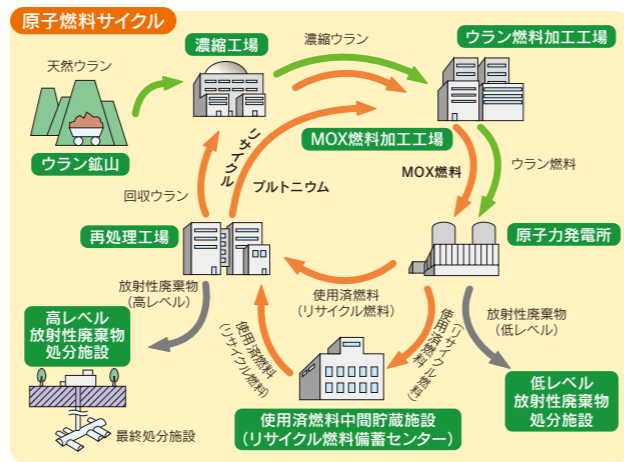 原子燃料サイクル
濃縮工場
濃縮ウラン
ウラン燃料加工工場
天然ウラン
ウラン鉱山
リサイクル
MOX燃料加工工場
MOX燃料
ウラン燃料
プルトニウム
回収ウラン
再処理工場
原子力発電所
放射性廃棄物
(高レベル)
使用済燃料
(リサイクル燃料)
使用済燃料
(リサイクル燃料)
使用済燃料
(リサイクル燃料)
放射性廃棄物
(低レベル)
高レベル
放射性廃棄物
処分施設
最終処分施設
使用済燃料中間貯蔵施設
(リサイクル燃料備蓄センター)
低レベル
放射性廃棄物
処分施設